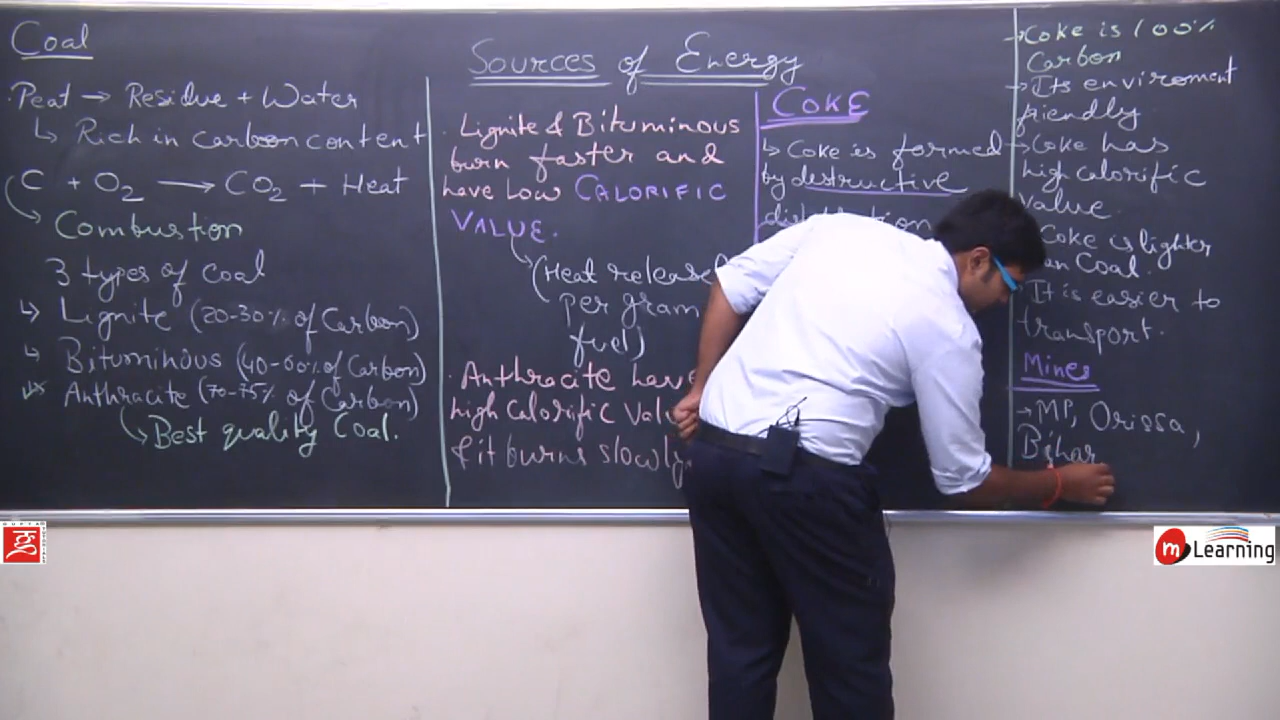 Coal
Peat → Residue + Water
↳ Rich in carbon content
C + O₂ → CO₂ + Heat
Combustion
3 types of coal
↳ Lignite (20-30% of Carbon)
↳ Bituminous (40-60% of Carbon)
Anthracite (70-75% of Carbon)
↳ Best quality Coal.
Sources of Energy
· Lignite & Bituminous
burn faster and
have low CALORIFIC
VALUE.
↳ (Heat release
per gram
fuel)
· Anthracite have
high Calorific
& it burns slowly
COKE
↳ Coke is formed
by destructive
→ Coke is 100%
Carbon
→ Its enviroment
friendly
→ Coke has
high calorific
Value.
Coke is lighter
Coal.
It is easier to
transport.
Mines
→ MP, Orissa,
Bihar
GUPTA TUTORIALS
m Learning